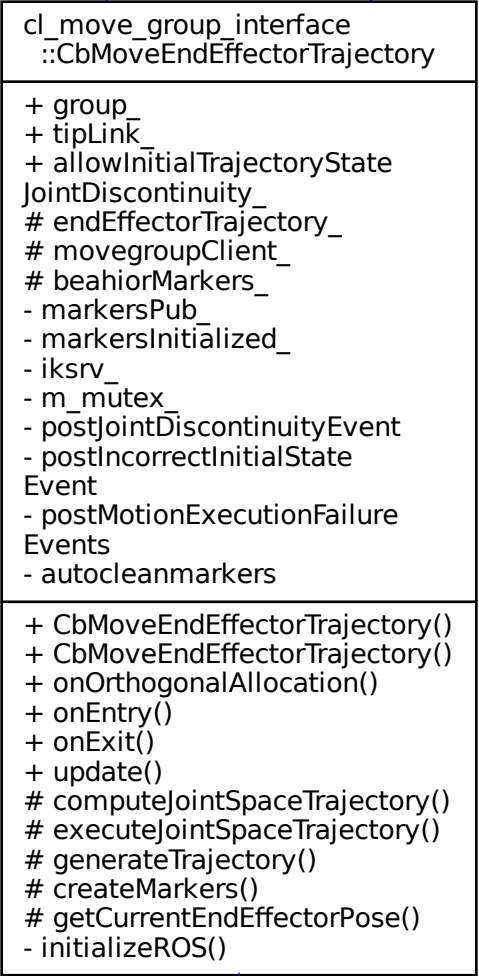 cl_move_group_interface
::CbMoveEndEffectorTrajectory
+ group_
+ tipLink_
+ allowInitialTrajectoryState
JointDiscontinuity_
# endEffectorTrajectory_
# movegroupClient_
# beahiorMarkers_
- markersPub_
- markersInitialized_
- iksrv_
- m_mutex_
- postJointDiscontinuityEvent
- postIncorrectInitialState
Event
- postMotionExecutionFailure
Events
- autocleanmarkers
+ CbMoveEndEffectorTrajectory()
+ CbMoveEndEffectorTrajectory()
+ onOrthogonalAllocation()
+ onEntry()
+ onExit()
+ update()
# computeJointSpaceTrajectory()
# executeJointSpaceTrajectory()
# generateTrajectory()
# createMarkers()
# getCurrentEndEffectorPose()
- initializeROS()